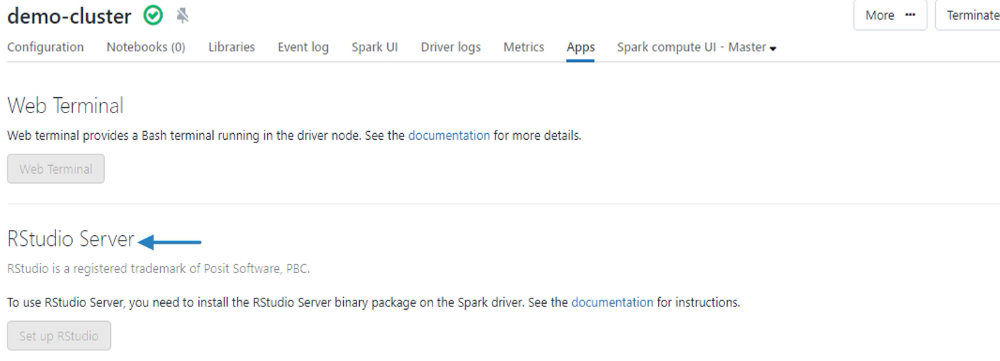 demo-cluster
More ···
Terminate
Configuration Notebooks (0) Libraries Event log Spark UI Driver logs Metrics Apps Spark compute UI - Master
Web Terminal
Web terminal provides a Bash terminal running in the driver node. See the documentation for more details.
Web Terminal
RStudio Server
RStudio is a registered trademark of Posit Software, PBC.
To use RStudio Server, you need to install the RStudio Server binary package on the Spark driver. See the documentation for instructions.
Set up RStudio